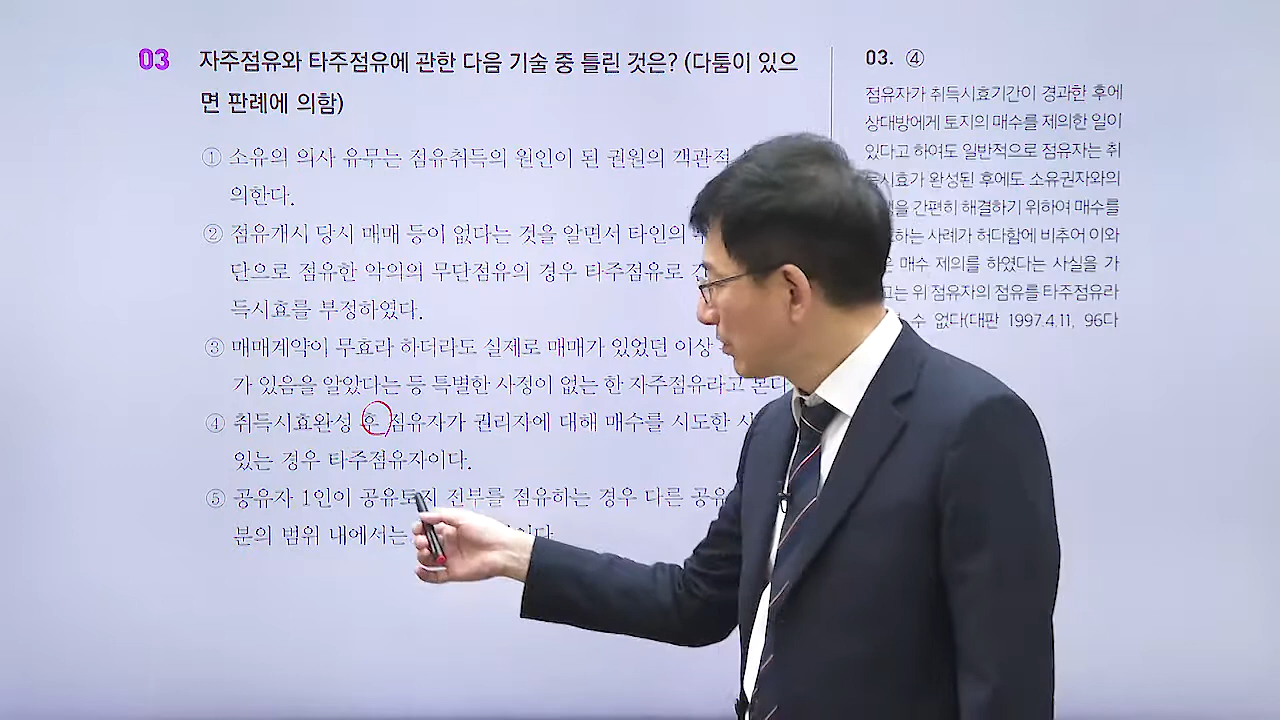 03 자주점유와 타주점유에 관한 다음 기술 중 틀린 것은? (다툼이 있으
면 판례에 의함)
① 소유의 의사 유무는 점유취득의 원인이 된 권원의 객관적
의한다.
② 점유개시 당시 매매 등이 없다는 것을 알면서 타인의
단으로 점유한 악의의 무단점유의 경우 타주점유로
득시효를 부정하였다.
③ 매매계약이 무효라 하더라도 실제로 매매가 있었던 이상
가 있음을 알았다는 등 특별한 사정이 없는 한 자주점유라고 본다
④ 취득시효완성 후 점유자가 권리자에 대해 매수를 시도한
있는 경우 타주점유자이다.
⑤ 공유자 1인이 공유토지 전부를 점유하는 경우 다른
분의 범위 내에서는
03. ④
점유자가 취득시효기간이 경과한 후에
상대방에게 토지의 매수를 제의한 일이
있다고 하여도 일반적으로 점유자는 취
득시효가 완성된 후에도 소유권자와의
간편히 해결하기 위하여 매수를
하는 사례가 허다함에 비추어 이와
매수 제의를 하였다는 사실을 가
위 점유자의 점유를 타주점유라
수 없다(대판 1997.4.11, 96다